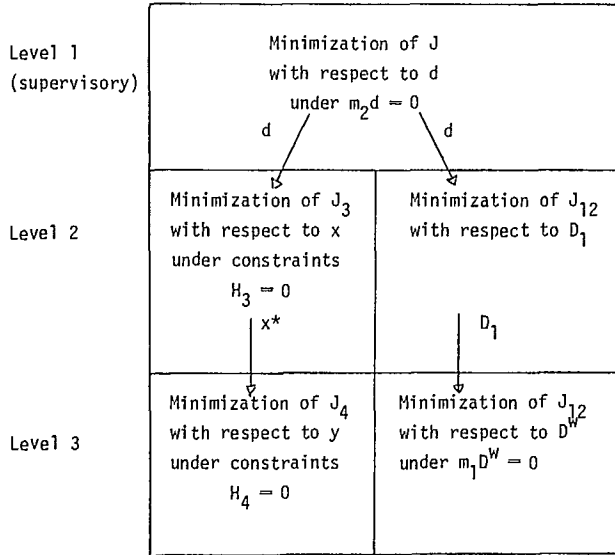 Level 1
(supervisory)
Minimization of J
with respect to d
under m₂d = 0
d
d
Level 2
Minimization of J₃
with respect to x
under constraints
H₃ = 0
x*
Minimization of J₁₂
with respect to D₁
D₁
Level 3
Minimization of J₄
with respect to y
under constraints
H₄ = 0
Minimization of J₁₂
with respect to Dᵂ
under m₁Dᵂ = 0